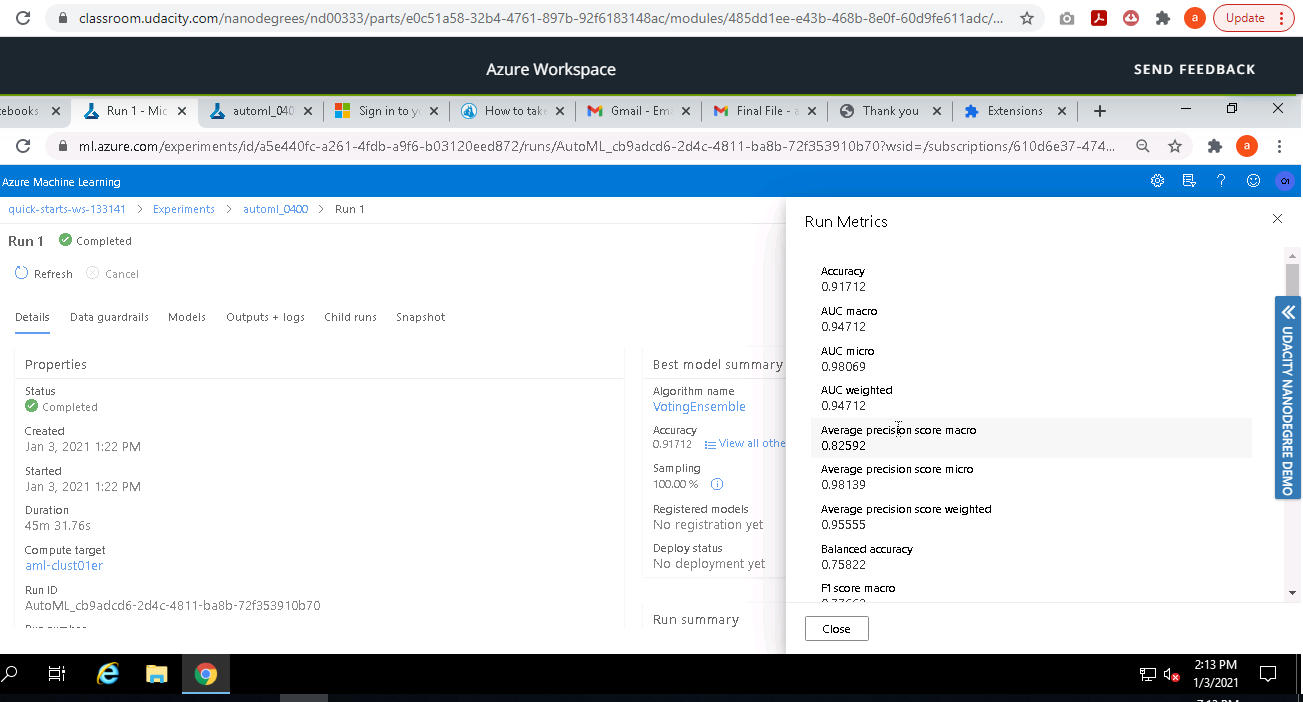 classroom.udacity.com/nanodegrees/nd00333/parts/e0c51a58-32b4-4761-897b-92f6183148ac/modules/485dd1ee-e43b-468b-8e0f-60d9fe611adc/...
a
Update
Azure Workspace
SEND FEEDBACK
tebooks
Run 1 - Mic
automl_040
Sign in to y
How to take
Gmail - Ema
Final File - a
Thank you
Extensions
ml.azure.com/experiments/id/a5e440fc-a261-4fdb-a9f6-b03120eed872/runs/AutoML_cb9adcd6-2d4c-4811-ba8b-72f353910b70?wsid=/subscriptions/610d6e37-474...
a
Azure Machine Learning
quick-starts-ws-133141 > Experiments > automl_0400 > Run 1
Run 1 Completed
Refresh Cancel
Details Data guardrails Models Outputs + logs Child runs Snapshot
Properties
Status
Completed
Created
Jan 3, 2021 1:22 PM
Started
Jan 3, 2021 1:22 PM
Duration
45m 31.76s
Compute target
aml-clust01er
Run ID
AutoML_cb9adcd6-2d4c-4811-ba8b-72f353910b70
Best model summary
Algorithm name
VotingEnsemble
Accuracy
0.91712 View all othe
Sampling
100.00 %
Registered models
No registration yet
Deploy status
No deployment yet
Run summary
Run Metrics
Accuracy
0.91712
AUC macro
0.94712
AUC micro
0.98069
AUC weighted
0.94712
Average precision score macro
0.82592
Average precision score micro
0.98139
Average precision score weighted
0.95555
Balanced accuracy
0.75822
F1 score macro
Close
UDACITY NANODEGREE DEMO
2:13 PM
1/3/2021